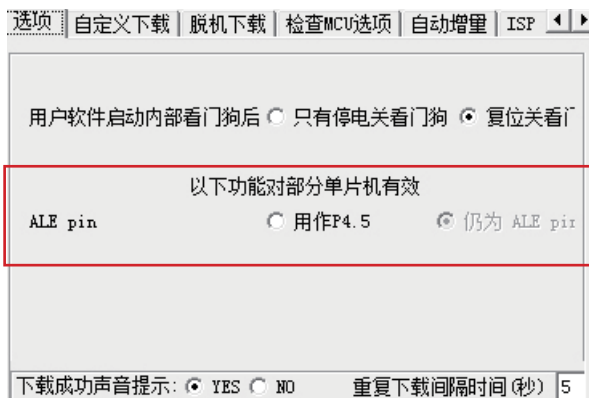 选项 自定义下载 脱机下载 检查MCU选项 自动增量 ISP
用户软件启动内部看门狗后 只有停电关看门狗 复位关看门
以下功能对部分单片机有效
ALE pin 用作P4.5 仍为 ALE pin
下载成功声音提示: YES NO 重复下载间隔时间(秒) 5